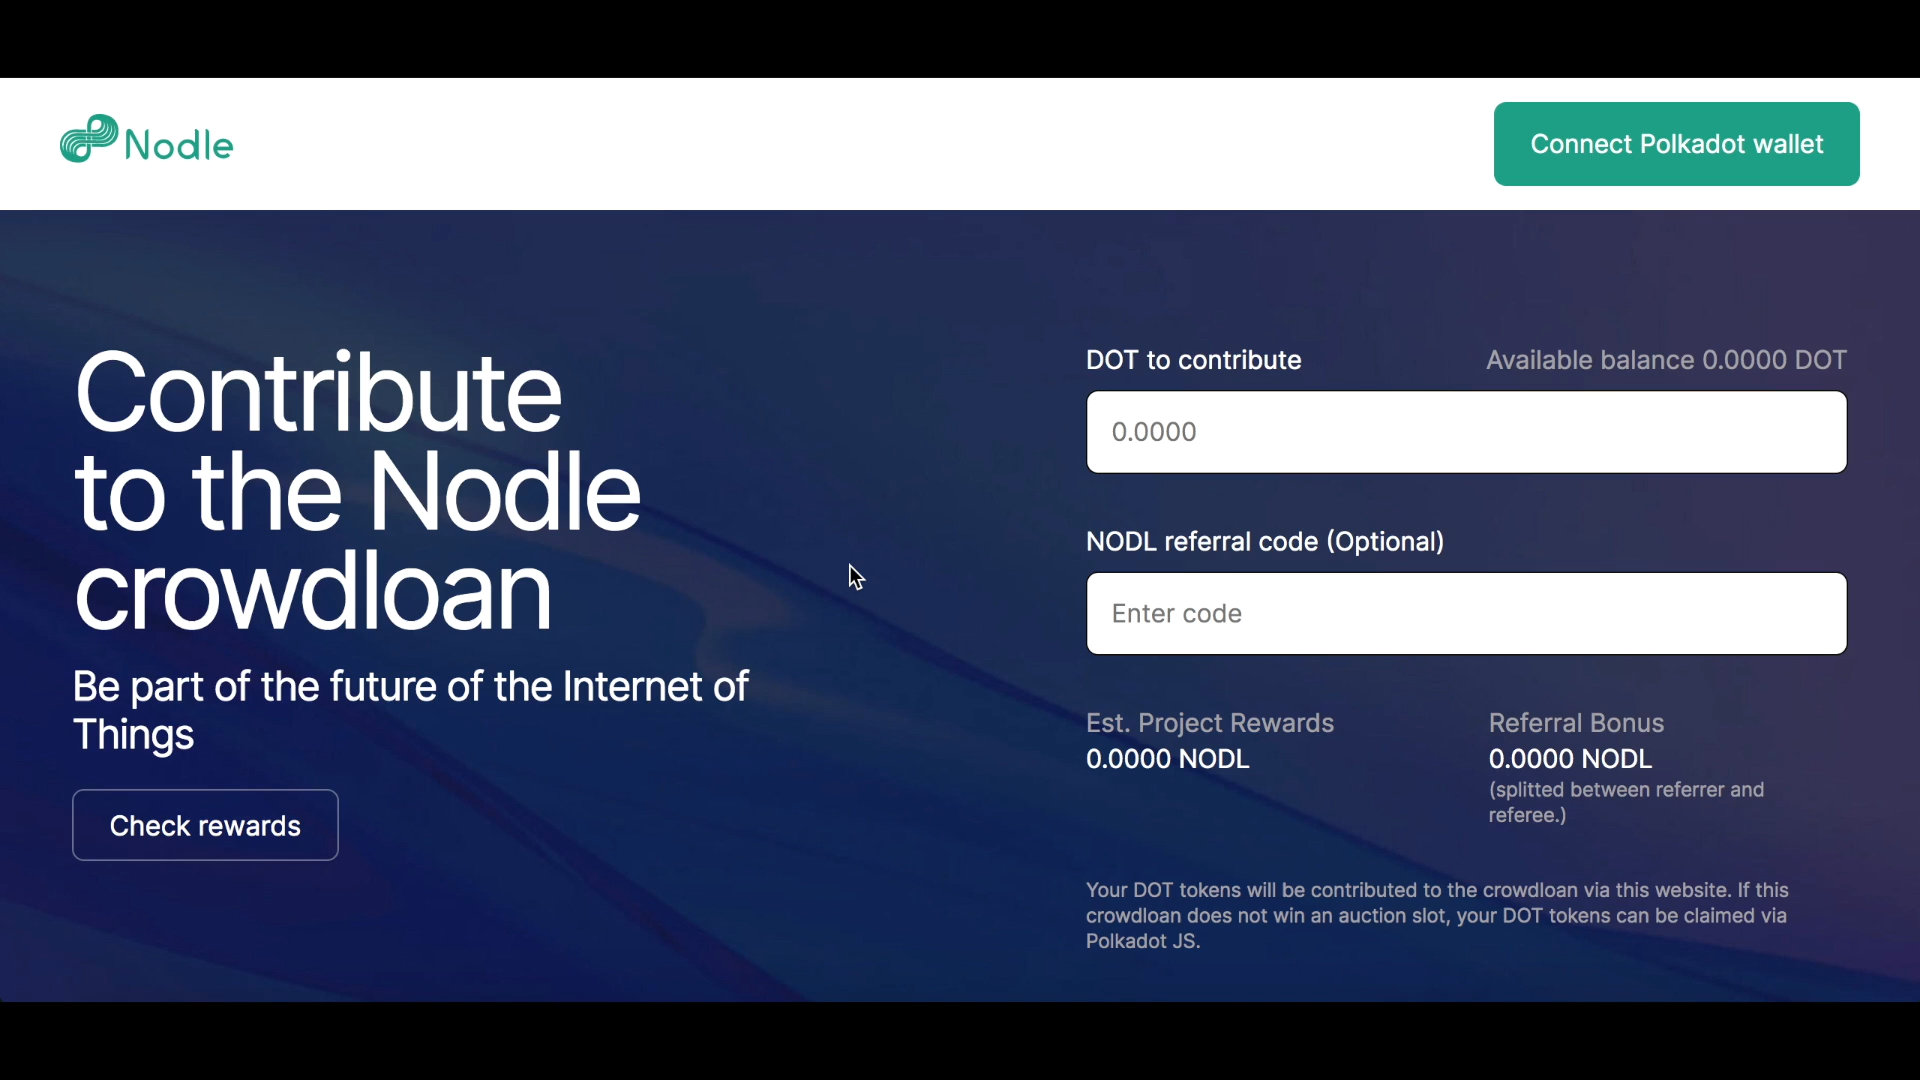 Nodle
Connect Polkadot wallet
Contribute
to the Nodle
crowdloan
Be part of the future of the Internet of
Things
Check rewards
DOT to contribute
Available balance 0.0000 DOT
0.0000
NODL referral code (Optional)
Enter code
Est. Project Rewards
0.0000 NODL
Referral Bonus
0.0000 NODL
(splitted between referrer and
referee.)
Your DOT tokens will be contributed to the crowdloan via this website. If this
crowdloan does not win an auction slot, your DOT tokens can be claimed via
Polkadot JS.